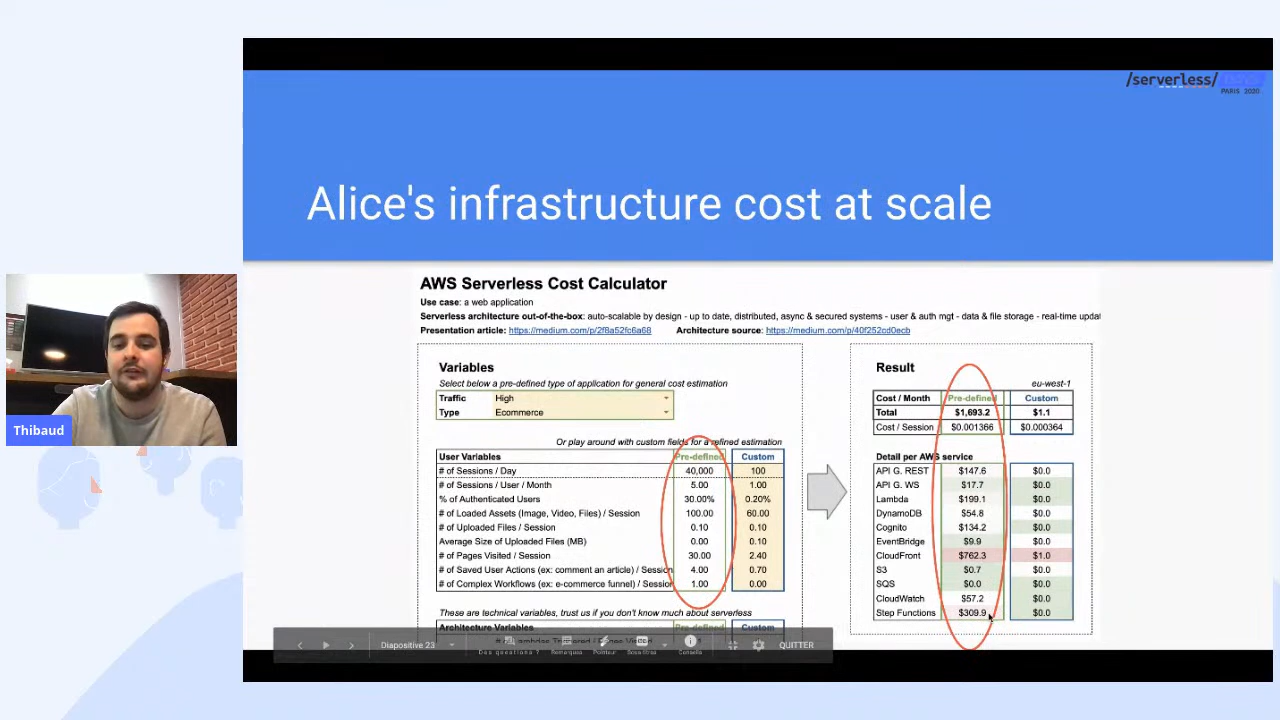 /serverless/
PARIS 2020
Alice's infrastructure cost at scale
AWS Serverless Cost Calculator
Use case: a web application
Serverless architecture out-of-the-box: auto-scalable by design - up to date, distributed, async & secured systems - user & auth mgt - data & file storage - real-time updat
Presentation article: https://medium.com/p/2f8a52fc6a68 Architecture source: https://medium.com/p/40f252cd0ecb
Variables
Select below a pre-defined type of application for general cost estimation
Traffic High
Type Ecommerce
Or play around with custom fields for a refined estimation
User Variables Pre-defined Custom
# of Sessions / Day 40,000 100
# of Sessions / User / Month 5.00 1.00
% of Authenticated Users 30.00% 0.20%
# of Loaded Assets (Image, Video, Files) / Session 100.00 60.00
# of Uploaded Files / Session 0.10 0.10
Average Size of Uploaded Files (MB) 0.00 0.10
# of Pages Visited / Session 30.00 2.40
# of Saved User Actions (ex: comment an article) / Session 4.00 0.70
# of Complex Workflows (ex: e-commerce funnel) / Session 1.00 0.00
These are technical variables, trust us if you don't know much about serverless
Architecture Variables Pre-defined Custom
Result
eu-west-1
Cost / Month Pre-defined Custom
Total $1,693.2 $1.1
Cost / Session $0.001366 $0.000364
Detail per AWS service
API G. REST $147.6 $0.0
API G. WS $17.7 $0.0
Lambda $199.1 $0.0
DynamoDB $54.8 $0.0
Cognito $134.2 $0.0
EventBridge $9.9 $0.0
CloudFront $762.3 $1.0
S3 $0.7 $0.0
SQS $0.0 $0.0
CloudWatch $57.2 $0.0
Step Functions $309.9 $0.0
Thibaud
Diapositive 23
Des questions ?
Remarques
Pointeur
Sous-titres
Conseils
QUITTER